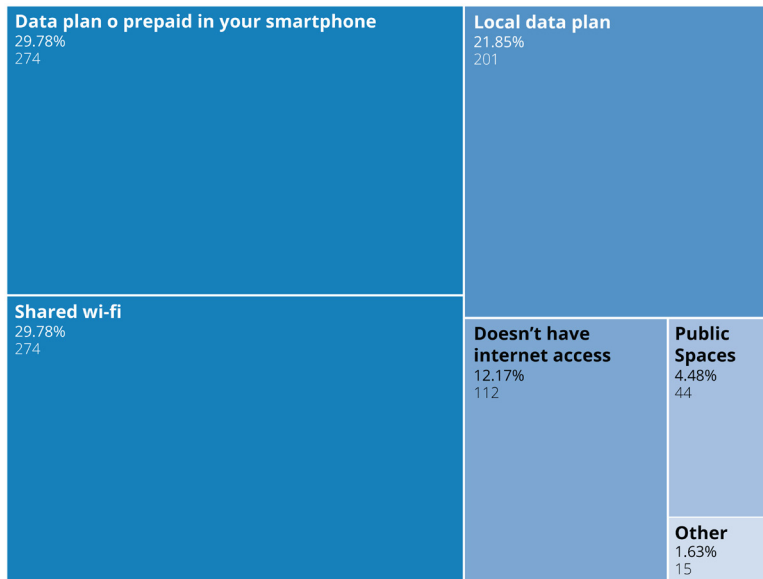 Data plan o prepaid in your smartphone
29.78%
274
Local data plan
21.85%
201
Shared wi-fi
29.78%
274
Doesn’t have
internet access
12.17%
112
Public
Spaces
4.48%
44
Other
1.63%
15